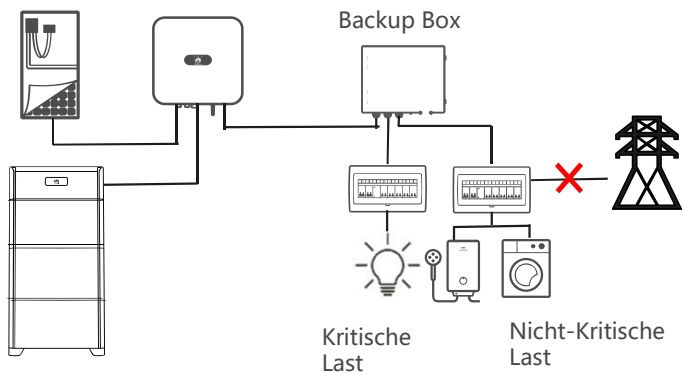 Backup Box
Kritische
Last
Nicht-Kritische
Last